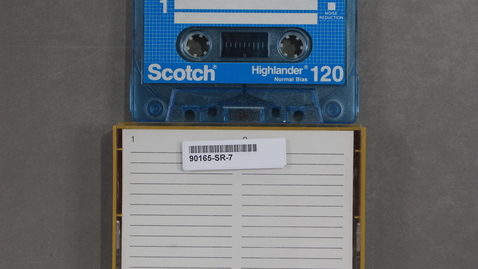 1
NOISE
REDUCTION
Scotch® Highlander® 120
Normal Bias
1 2
90165-SR-7